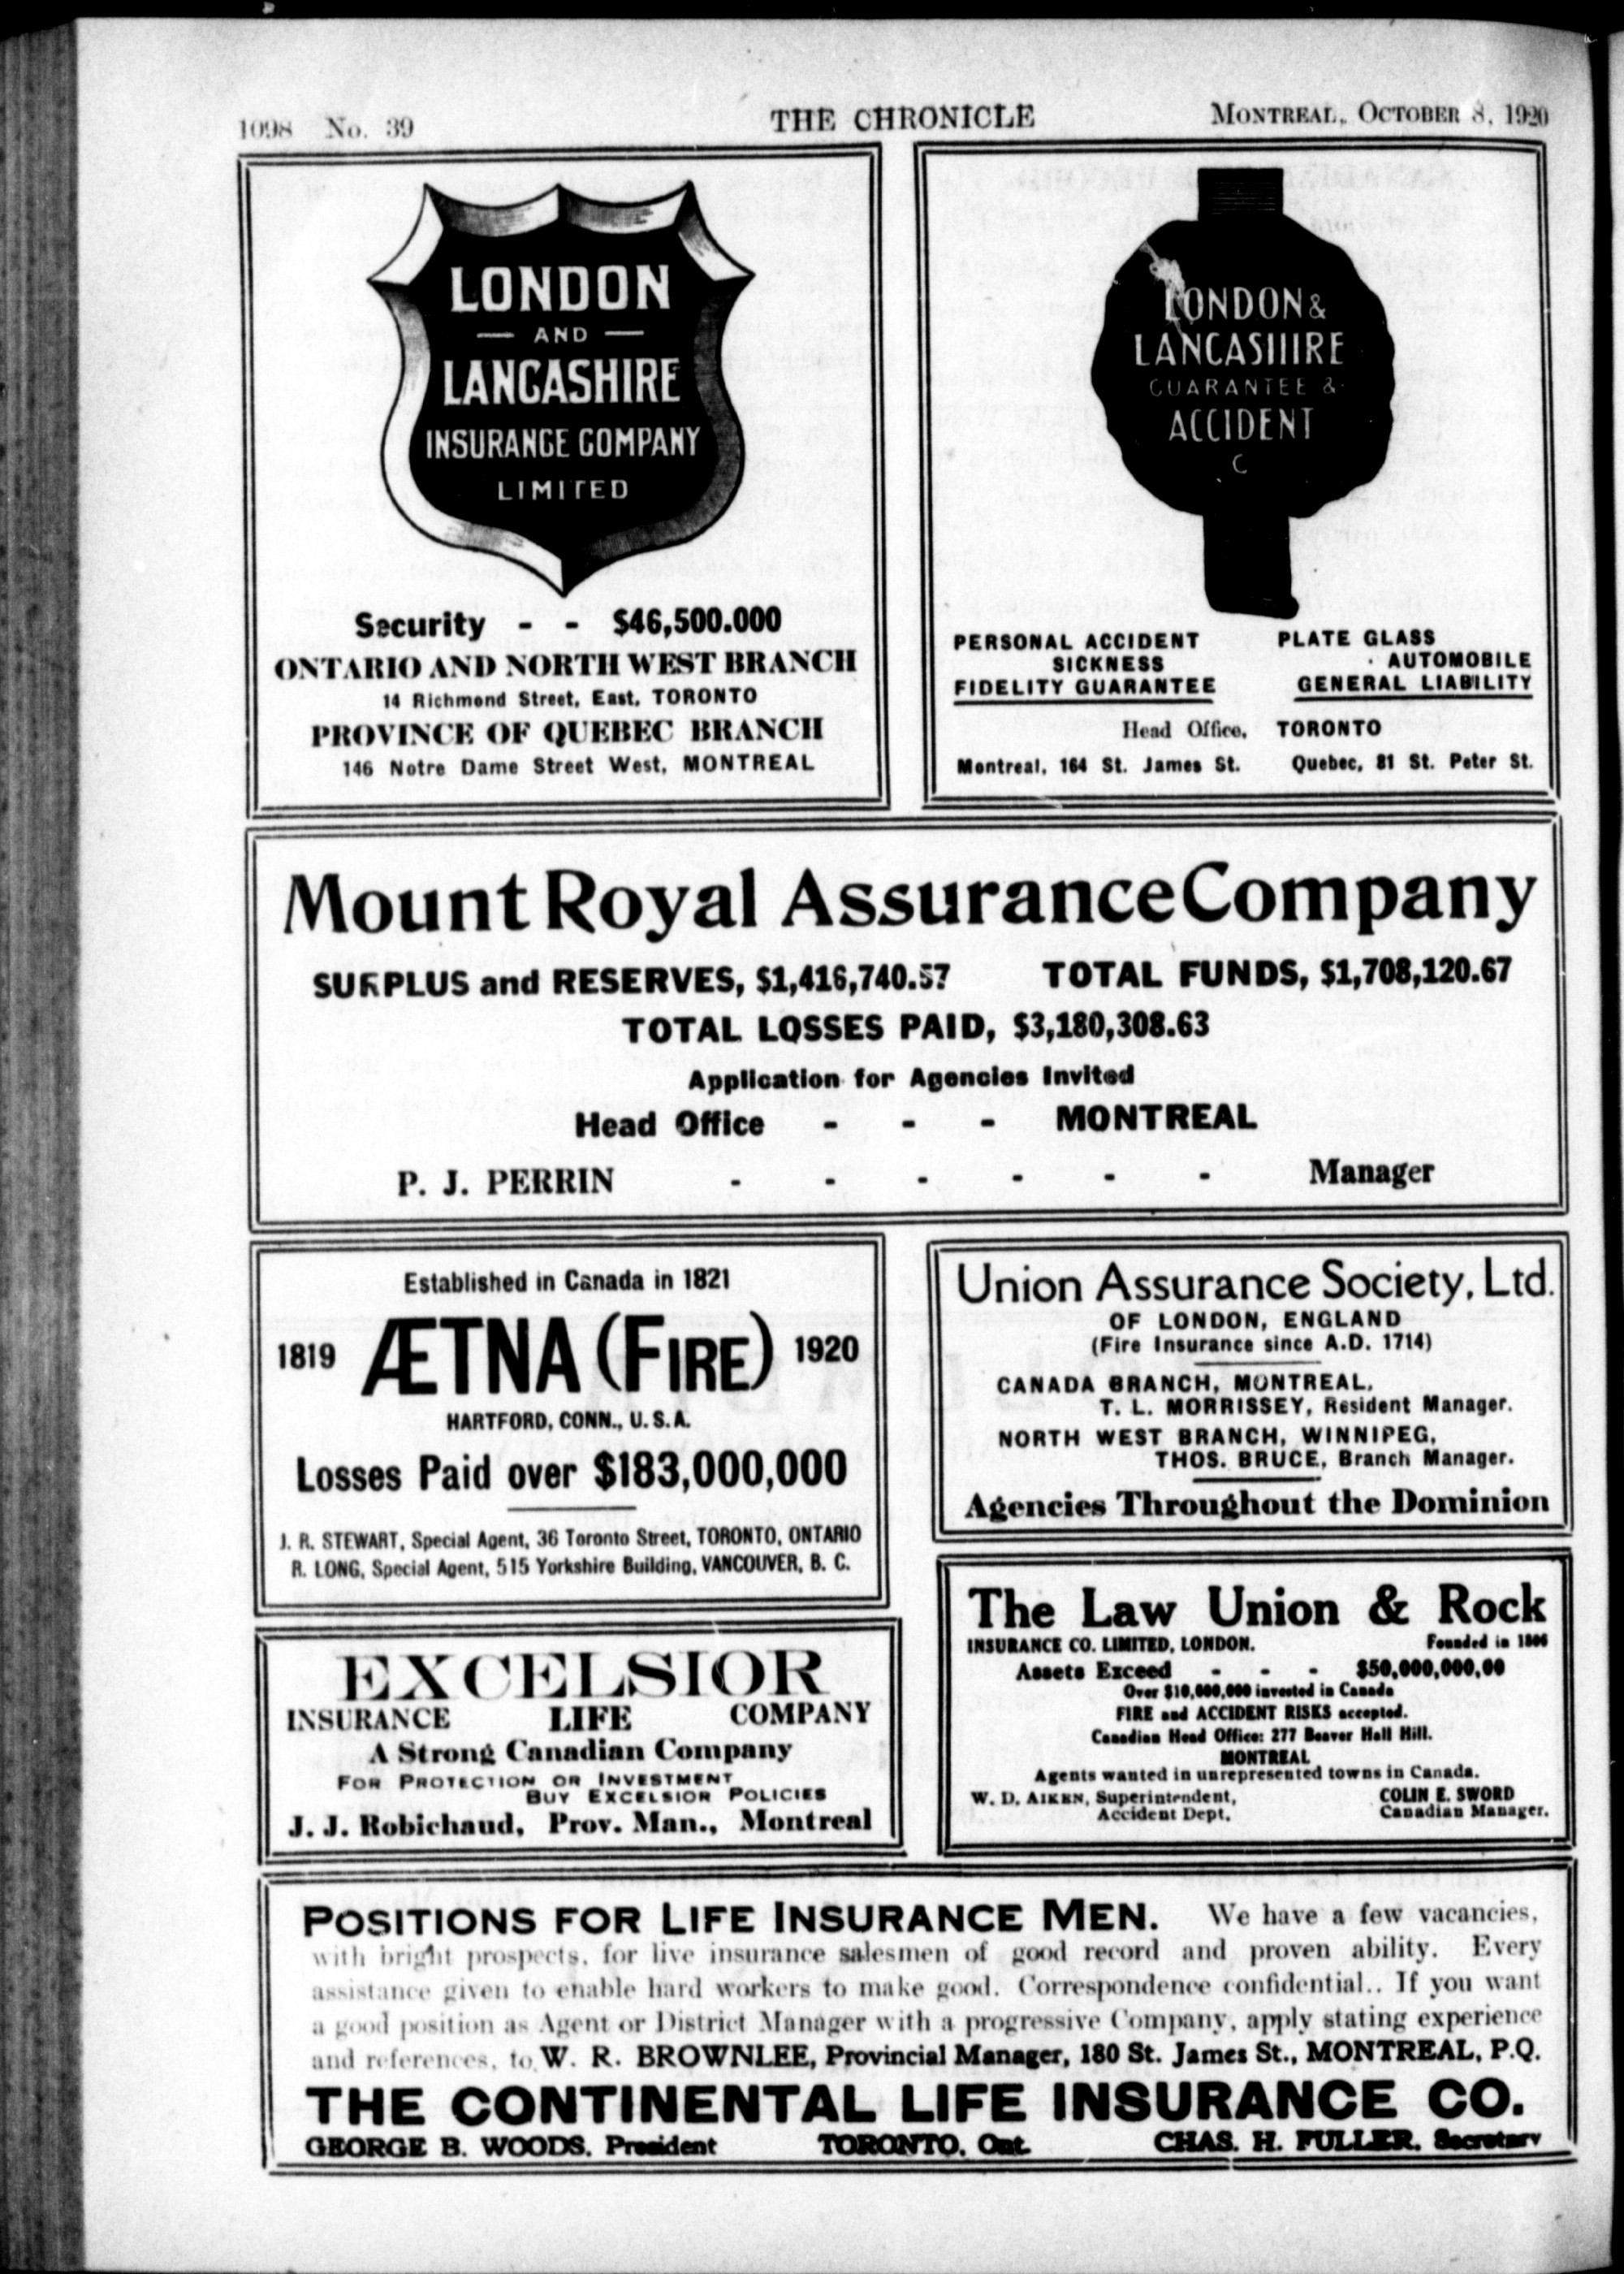 1098 No. 39
THE CHRONICLE
MONTREAL, OCTOBER 8, 1920
LONDON
— AND —
LANCASHIRE
INSURANCE COMPANY
LIMITED
Security - - $46,500.000
ONTARIO AND NORTH WEST BRANCH
14 Richmond Street, East, TORONTO
PROVINCE OF QUEBEC BRANCH
146 Notre Dame Street West, MONTREAL
LONDON &
LANCASHIRE
GUARANTEE &
ACCIDENT
C
PERSONAL ACCIDENT
SICKNESS
FIDELITY GUARANTEE
PLATE GLASS
AUTOMOBILE
GENERAL LIABILITY
Head Office, TORONTO
Montreal, 164 St. James St. Quebec, 81 St. Peter St.
Mount Royal Assurance Company
SURPLUS and RESERVES, $1,416,740.57 TOTAL FUNDS, $1,708,120.67
TOTAL LOSSES PAID, $3,180,308.63
Application for Agencies Invited
Head Office - - - MONTREAL
P. J. PERRIN - - - - - - Manager
Established in Canada in 1821
1819 ÆTNA (FIRE) 1920
HARTFORD, CONN., U. S. A.
Losses Paid over $183,000,000
J. R. STEWART, Special Agent, 36 Toronto Street, TORONTO, ONTARIO
R. LONG, Special Agent, 515 Yorkshire Building, VANCOUVER, B. C.
Union Assurance Society, Ltd.
OF LONDON, ENGLAND
(Fire Insurance since A.D. 1714)
CANADA BRANCH, MONTREAL,
T. L. MORRISSEY, Resident Manager.
NORTH WEST BRANCH, WINNIPEG,
THOS. BRUCE, Branch Manager.
Agencies Throughout the Dominion
EXCELSIOR
INSURANCE LIFE COMPANY
A Strong Canadian Company
FOR PROTECTION OR INVESTMENT
BUY EXCELSIOR POLICIES
J. J. Robichaud, Prov. Man., Montreal
The Law Union & Rock
INSURANCE CO. LIMITED, LONDON. Founded in 1806
Assets Exceed - - - $50,000,000.00
Over $10,000,000 invested in Canada
FIRE and ACCIDENT RISKS accepted.
Canadian Head Office: 277 Beaver Hall Hill.
MONTREAL
Agents wanted in unrepresented towns in Canada.
W. D. AIKEN, Superintendent,
Accident Dept.
COLIN E. SWORD
Canadian Manager.
POSITIONS FOR LIFE INSURANCE MEN. We have a few vacancies,
with bright prospects, for live insurance salesmen of good record and proven ability. Every
assistance given to enable hard workers to make good. Correspondence confidential.. If you want
a good position as Agent or District Manager with a progressive Company, apply stating experience
and references, to W. R. BROWNLEE, Provincial Manager, 180 St. James St., MONTREAL, P.Q.
THE CONTINENTAL LIFE INSURANCE CO.
GEORGE B. WOODS. President TORONTO, Ont. CHAS. H. FULLER, Secretary